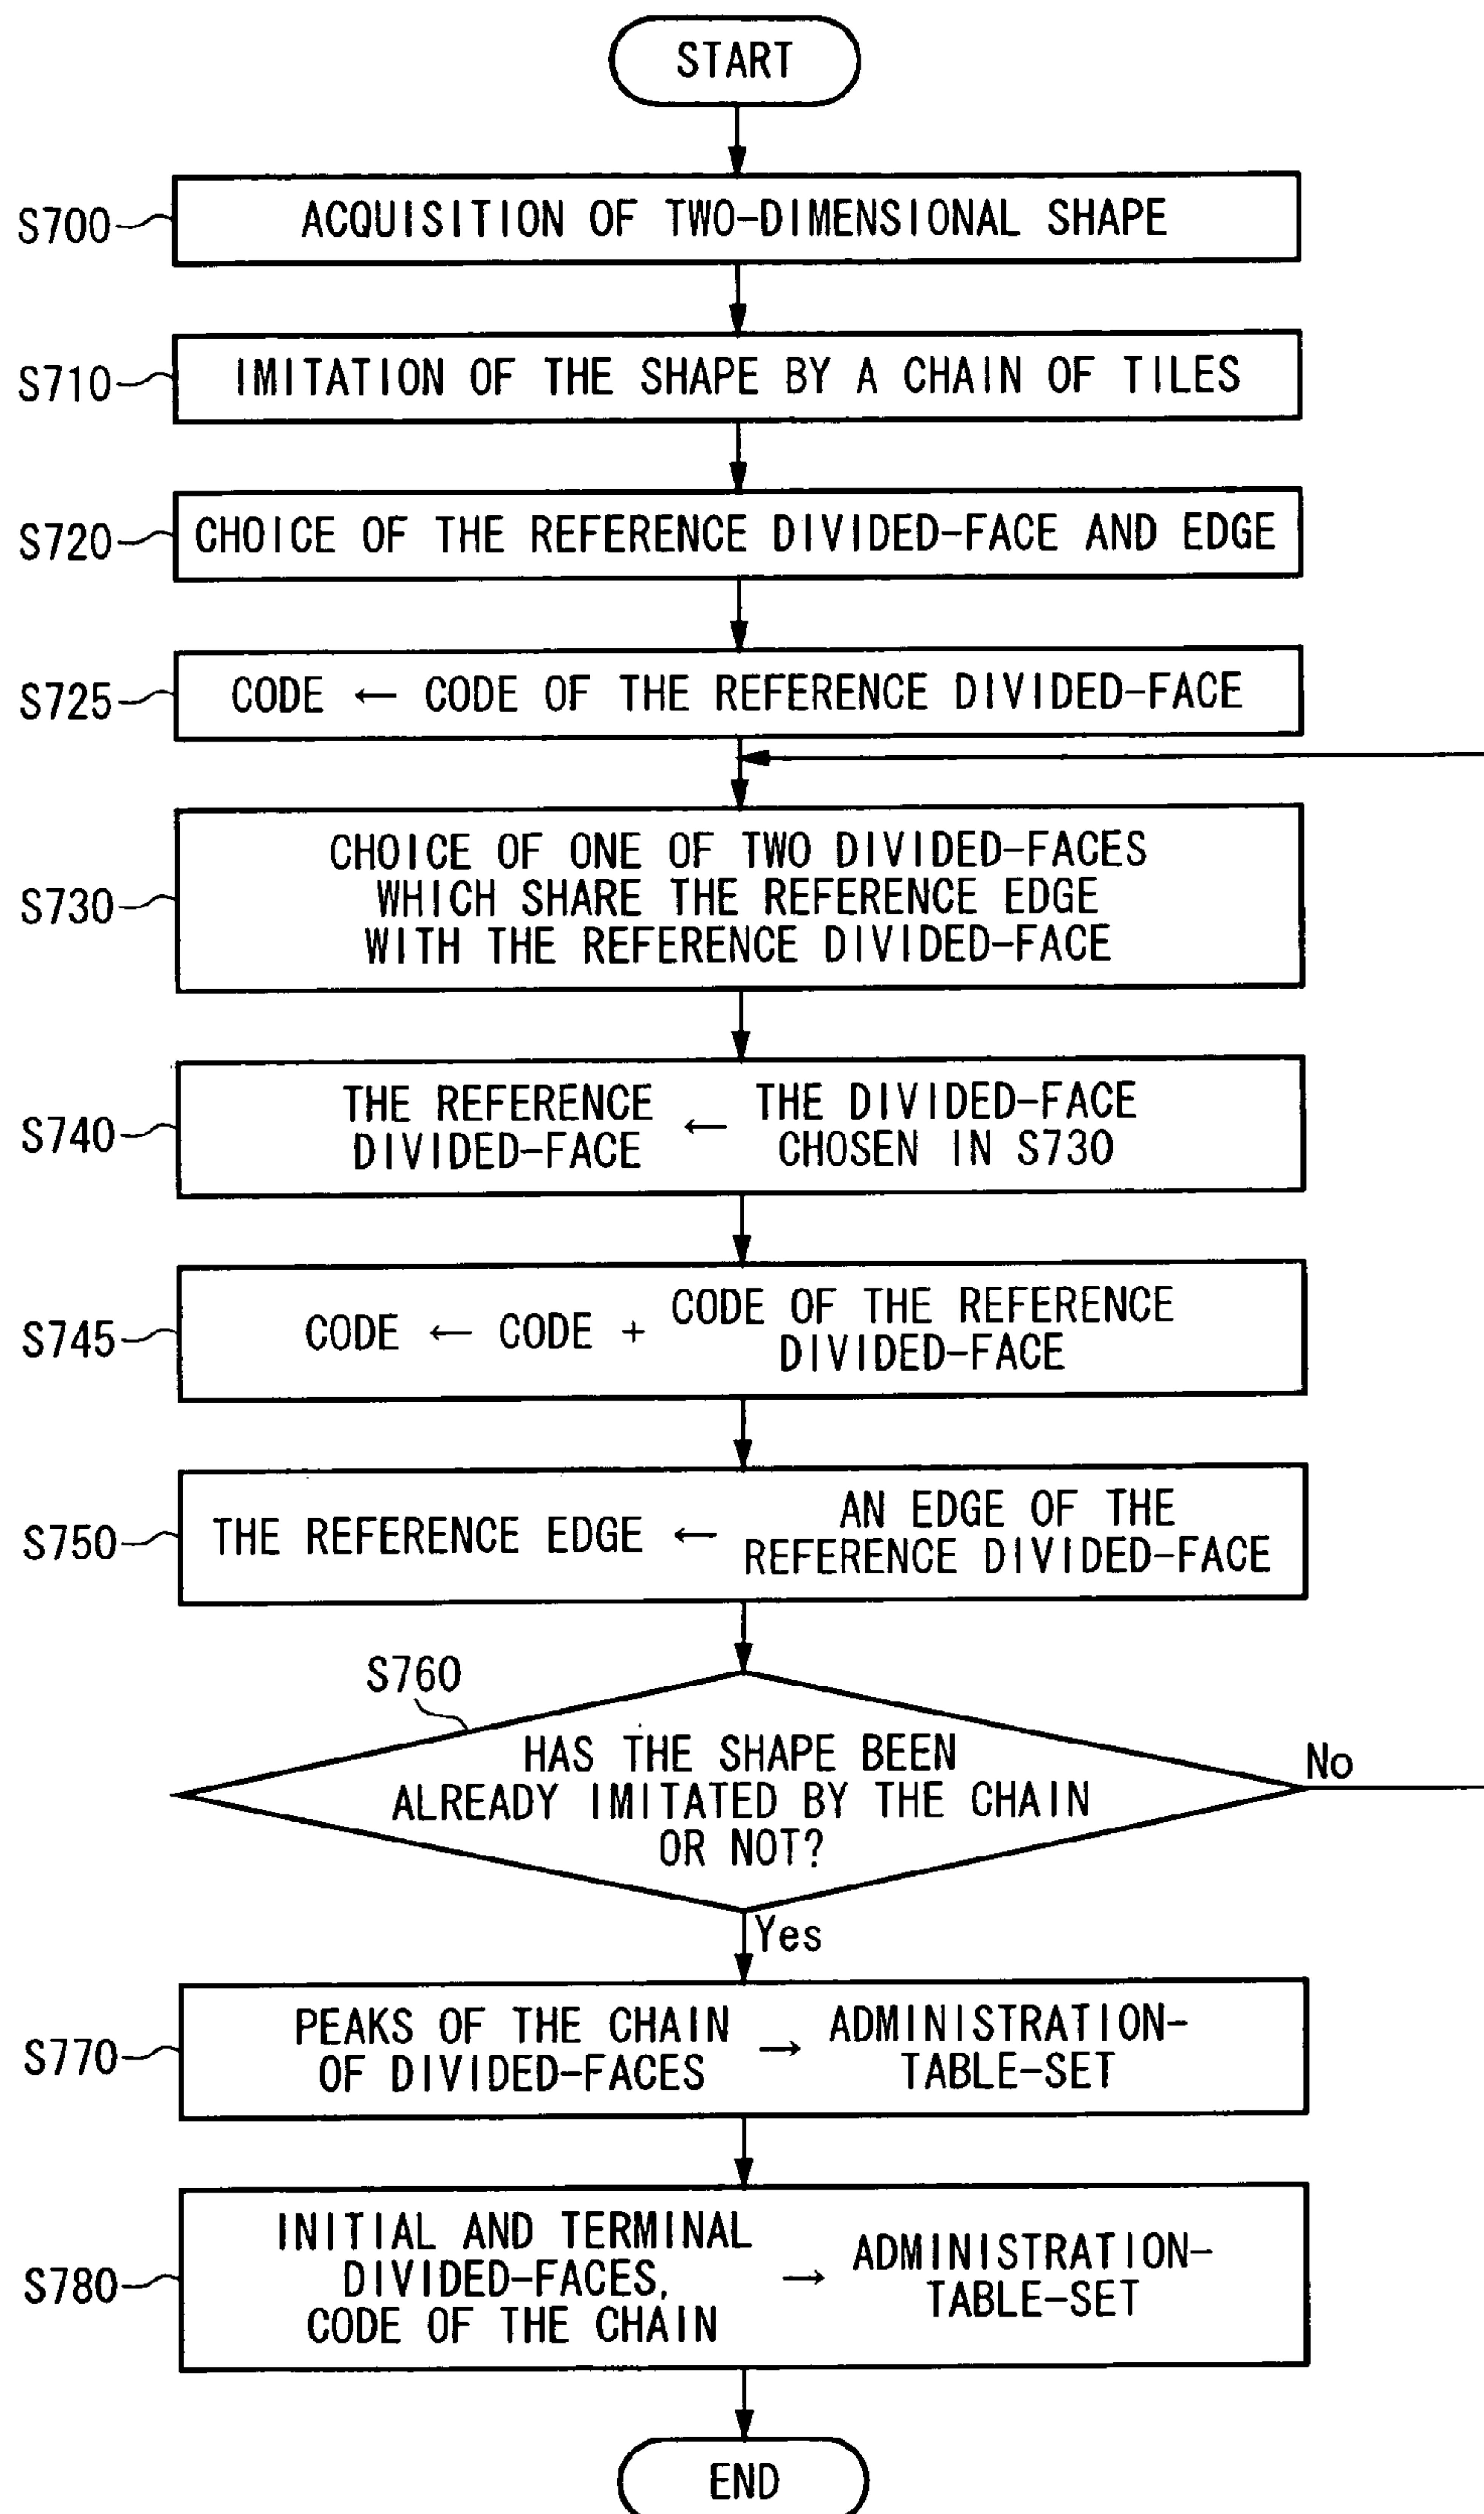 START
S700
ACQUISITION OF TWO-DIMENSIONAL SHAPE
S710
IMITATION OF THE SHAPE BY A CHAIN OF TILES
S720
CHOICE OF THE REFERENCE DIVIDED-FACE AND EDGE
S725
CODE ← CODE OF THE REFERENCE DIVIDED-FACE
S730
CHOICE OF ONE OF TWO DIVIDED-FACES
WHICH SHARE THE REFERENCE EDGE
WITH THE REFERENCE DIVIDED-FACE
S740
THE REFERENCE
DIVIDED-FACE
←
THE DIVIDED-FACE
CHOSEN IN S730
S745
CODE ← CODE +
CODE OF THE REFERENCE
DIVIDED-FACE
S750
THE REFERENCE EDGE ←
AN EDGE OF THE
REFERENCE DIVIDED-FACE
S760
HAS THE SHAPE BEEN
ALREADY IMITATED BY THE CHAIN
OR NOT?
No
Yes
S770
PEAKS OF THE CHAIN
OF DIVIDED-FACES
→
ADMINISTRATION-
TABLE-SET
S780
INITIAL AND TERMINAL
DIVIDED-FACES,
CODE OF THE CHAIN
→
ADMINISTRATION-
TABLE-SET
END